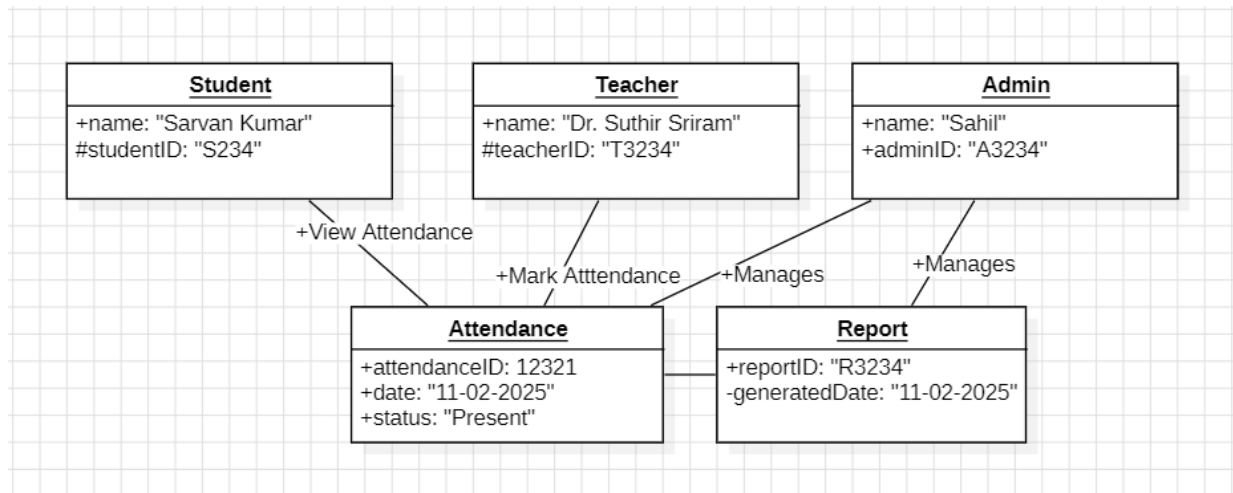 Student
+name: "Sarvan Kumar"
#studentID: "S234"
Teacher
+name: "Dr. Suthir Sriram"
#teacherID: "T3234"
Admin
+name: "Sahil"
+adminID: "A3234"
+View Attendance
+Mark Atttendance
+Manages
+Manages
Attendance
+attendanceID: 12321
+date: "11-02-2025"
+status: "Present"
Report
+reportID: "R3234"
-generatedDate: "11-02-2025"